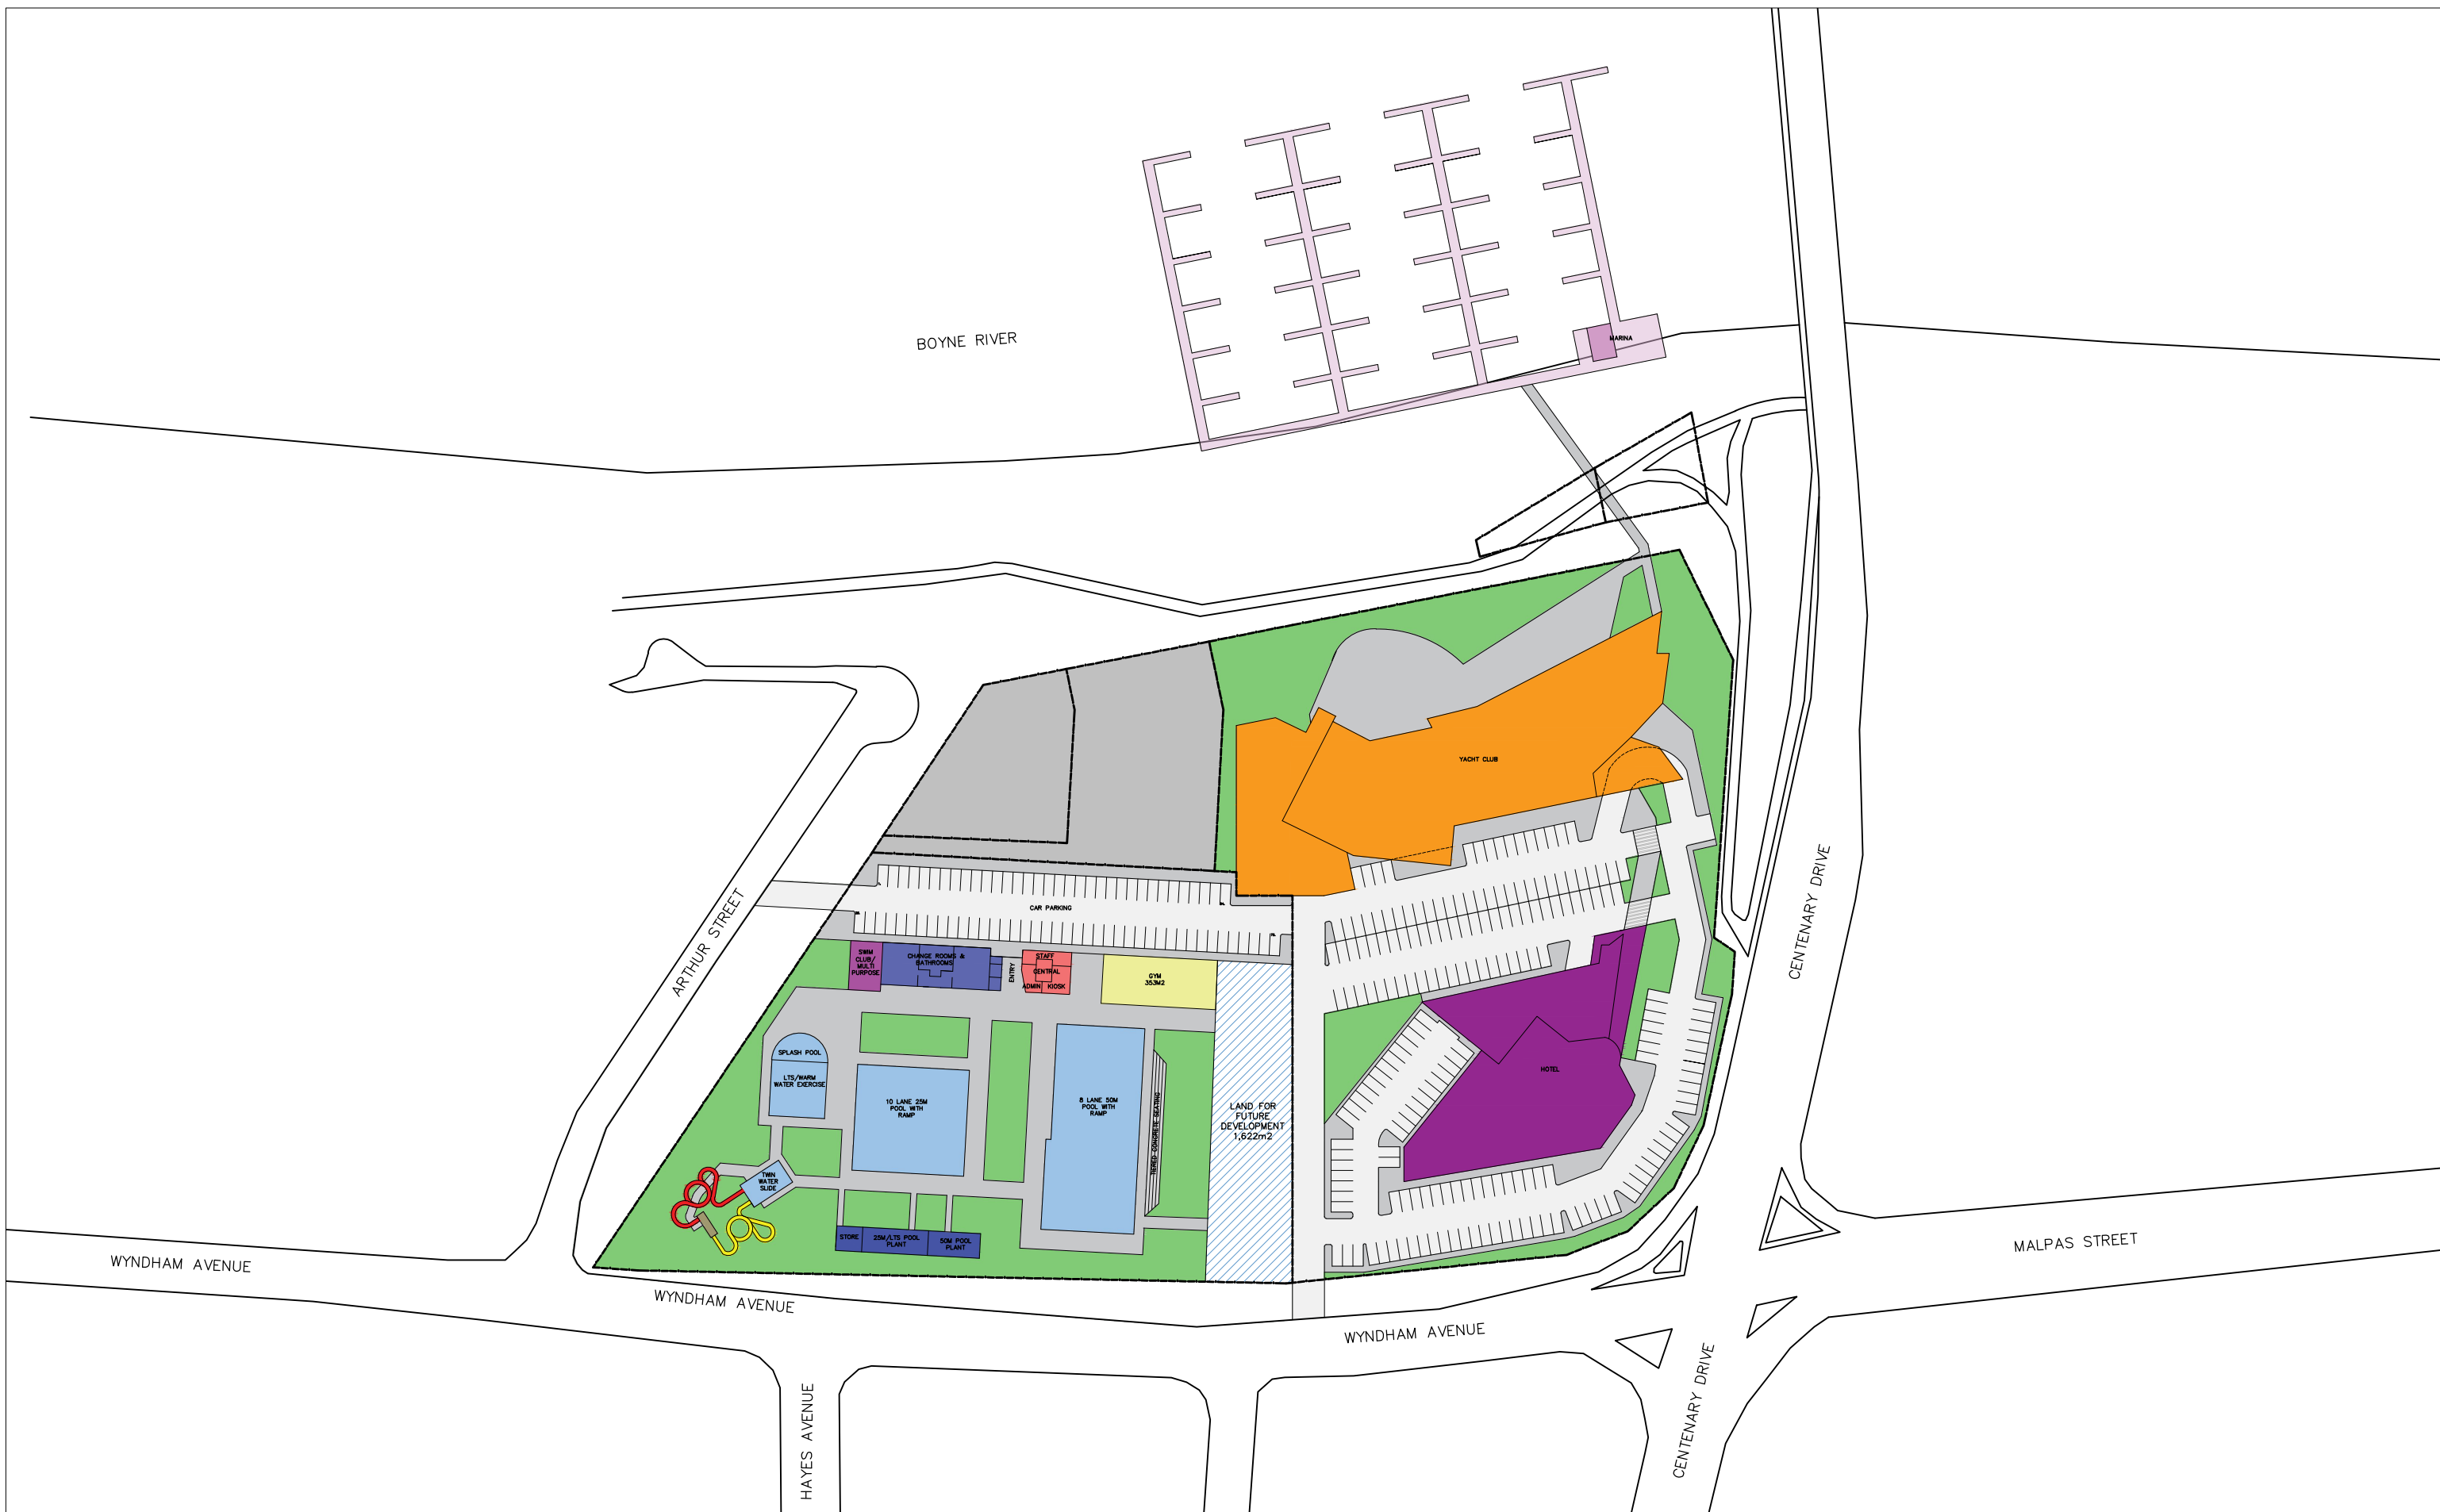 BOYNE RIVER
MARINA
YACHT CLUB
CENTENARY DRIVE
ARTHUR STREET
CAR PARKING
SWIM
CLUB/
MULTI
PURPOSE
CHANGE ROOMS &
BATHROOMS
ENTRY
STAFF
CENTRAL
ADMIN KIOSK
GYM
353M2
SPLASH POOL
LTS/WARM
WATER EXERCISE
10 LANE 25M
POOL WITH
RAMP
8 LANE 50M
POOL WITH
RAMP
TIERED CONCRETE SEATING
LAND FOR
FUTURE
DEVELOPMENT
1,622m2
HOTEL
TWIN
WATER
SLIDE
STORE
25M/LTS POOL
PLANT
50M POOL
PLANT
WYNDHAM AVENUE
WYNDHAM AVENUE
WYNDHAM AVENUE
MALPAS STREET
HAYES AVENUE
CENTENARY DRIVE